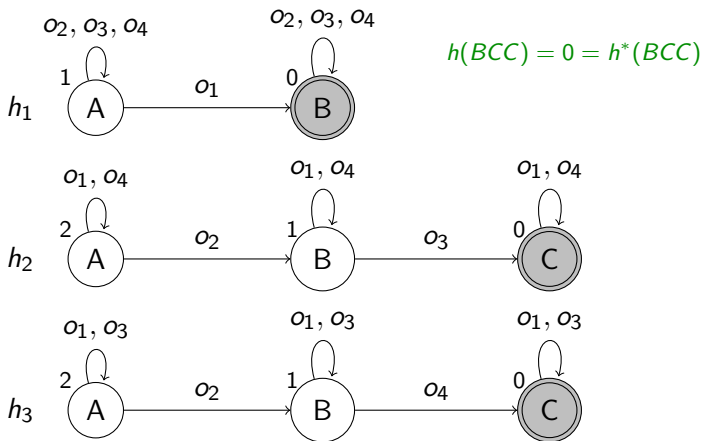 o₂, o₃, o₄ o₂, o₃, o₄
h(BCC) = 0 = h*(BCC)
1 0
h₁ A o₁ B
o₁, o₄ o₁, o₄ o₁, o₄
2 1 0
h₂ A o₂ B o₃ C
o₁, o₃ o₁, o₃ o₁, o₃
2 1 0
h₃ A o₂ B o₄ C